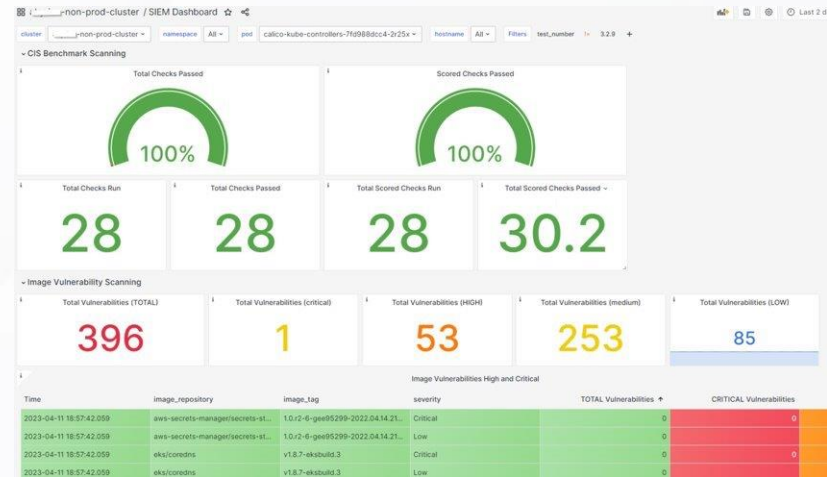 -non-prod-cluster / SIEM Dashboard
Last 2 d
cluster -non-prod-cluster namespace All pod calico-kube-controllers-7fd988dcc4-2r25x hostname All Filters test_number != 3.2.9 +
CIS Benchmark Scanning
Total Checks Passed
Scored Checks Passed
100%
100%
Total Checks Run
Total Checks Passed
Total Scored Checks Run
Total Scored Checks Passed
28
28
28
30.2
Image Vulnerability Scanning
Total Vulnerabilities (TOTAL)
Total Vulnerabilities (critical)
Total Vulnerabilities (HIGH)
Total Vulnerabilities (medium)
Total Vulnerabilities (LOW)
396
1
53
253
85
Image Vulnerabilities High and Critical
Time image_repository image_tag severity TOTAL Vulnerabilities ↑ CRITICAL Vulnerabilities
2023-04-11 18:57:42.059 aws-secrets-manager/secrets-st... 1.0.r2-6-gee95299-2022.04.14.21... Critical 0 0
2023-04-11 18:57:42.059 aws-secrets-manager/secrets-st... 1.0.r2-6-gee95299-2022.04.14.21... Low 0
2023-04-11 18:57:42.059 eks/coredns v1.8.7-eksbuild.3 Critical 0 0
2023-04-11 18:57:42.059 eks/coredns v1.8.7-eksbuild.3 Low 0